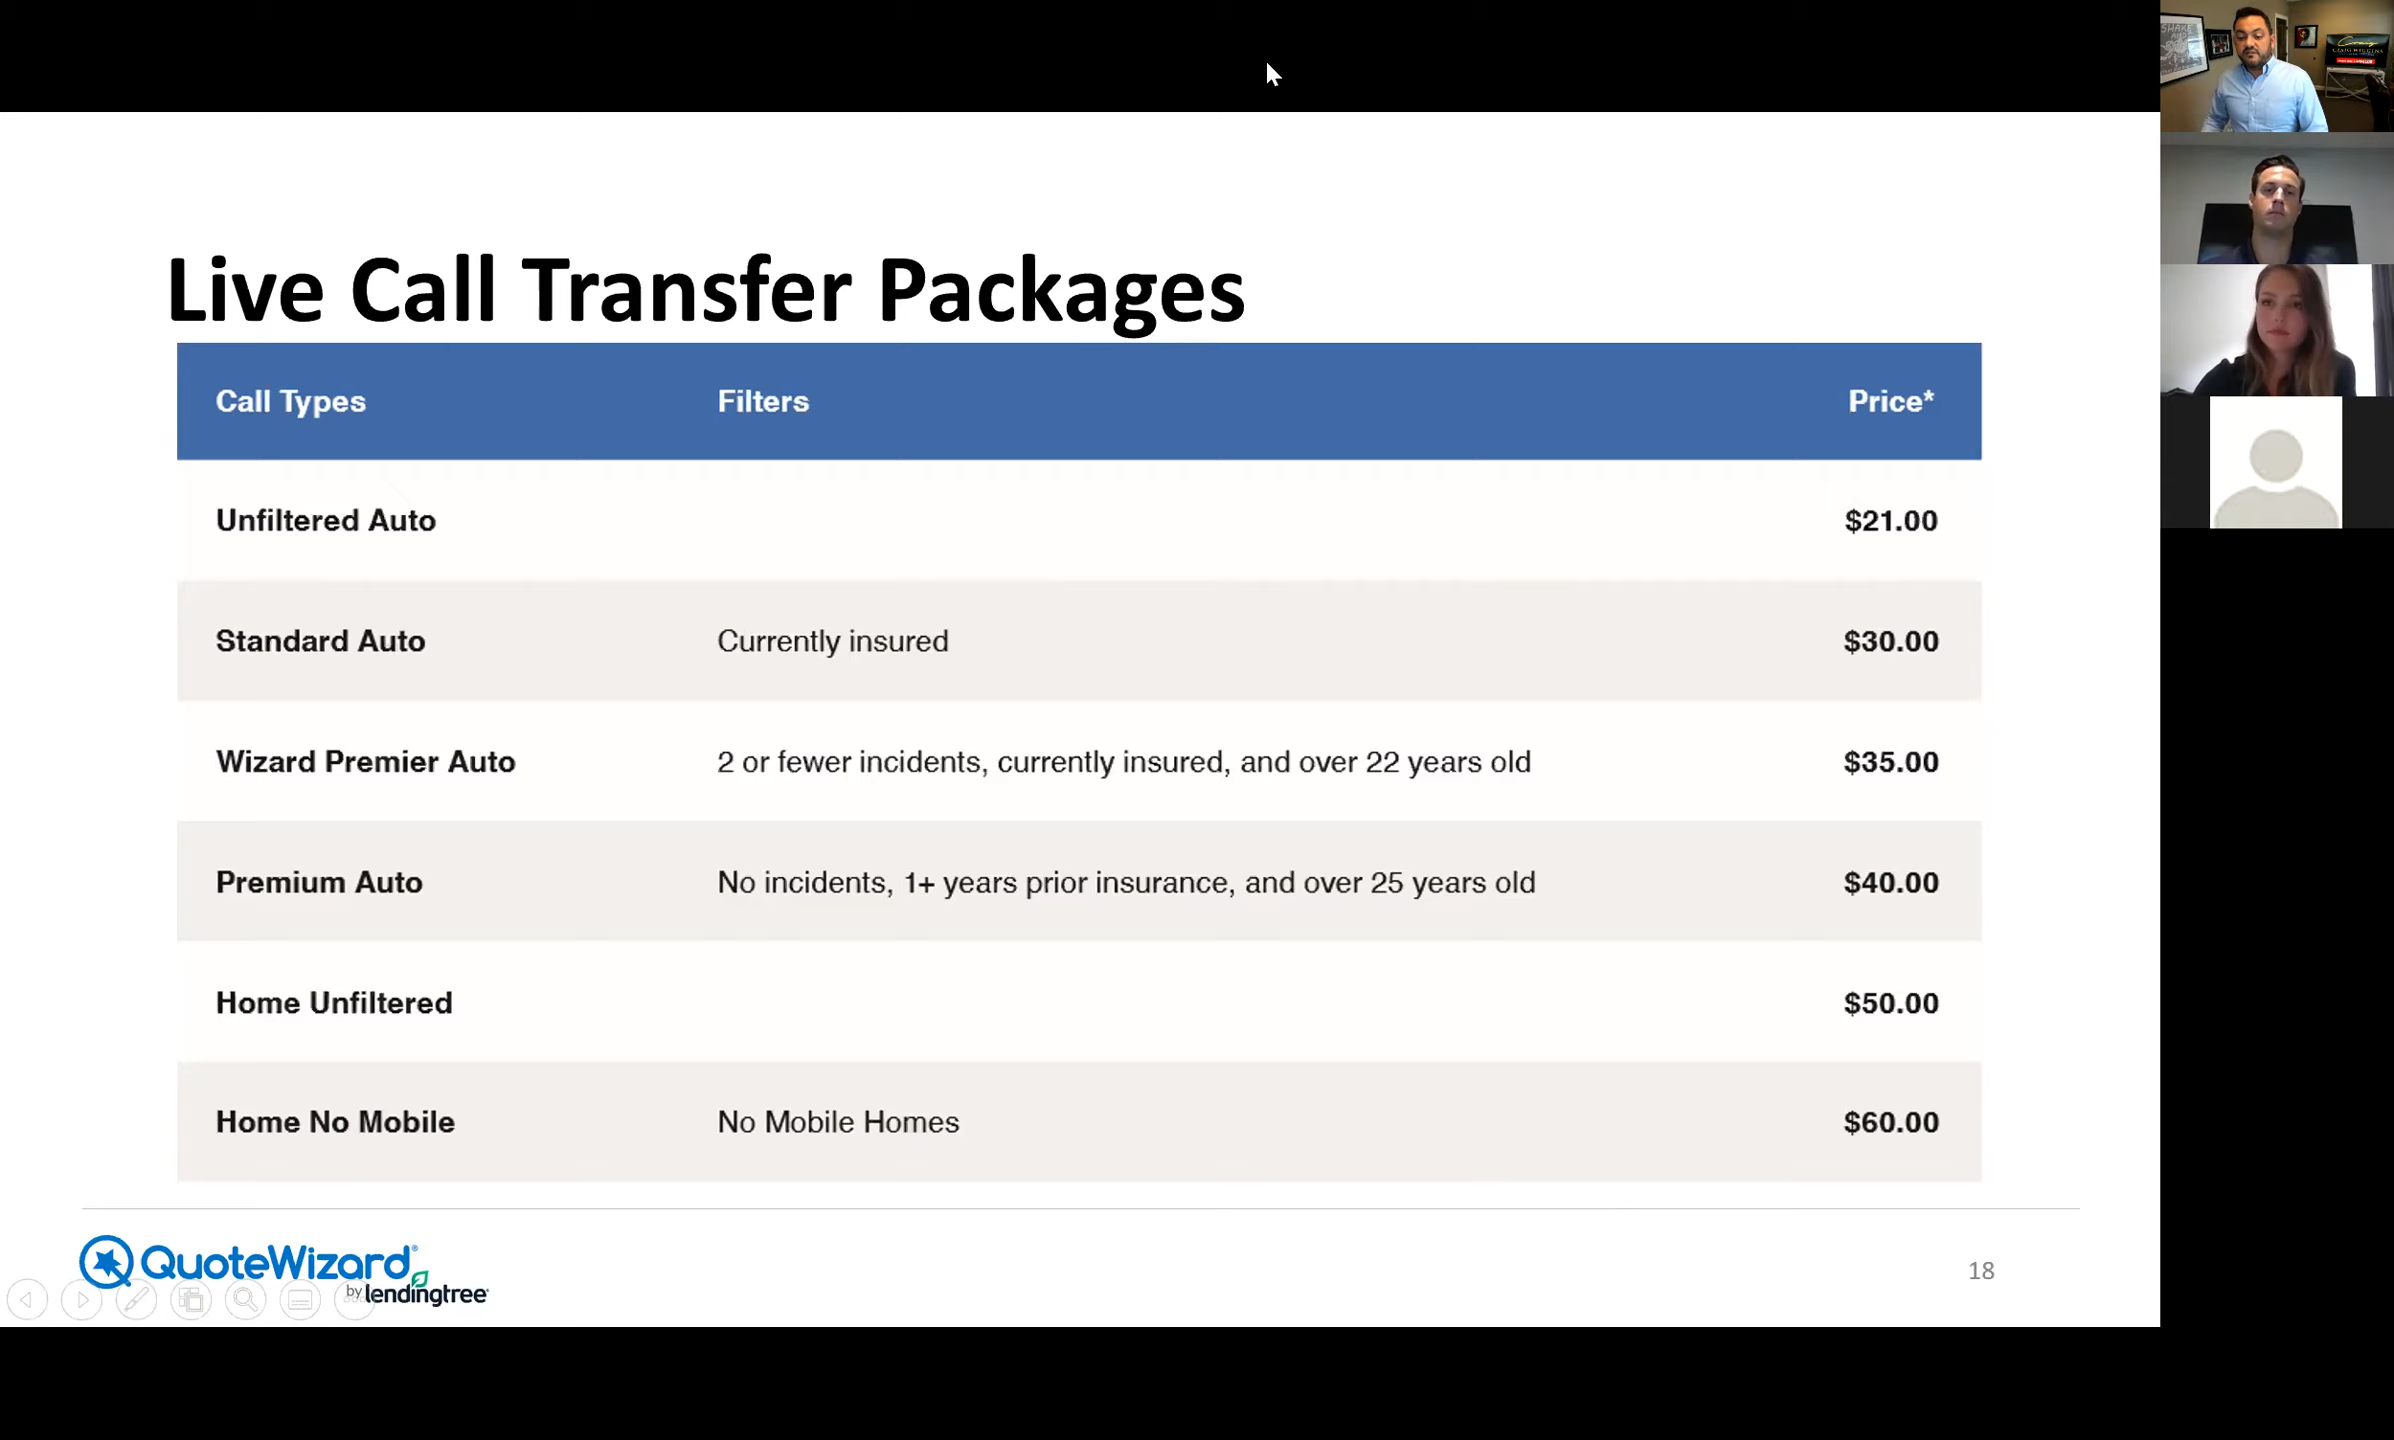 Live Call Transfer Packages
Call Types Filters Price*
Unfiltered Auto $21.00
Standard Auto Currently insured $30.00
Wizard Premier Auto 2 or fewer incidents, currently insured, and over 22 years old $35.00
Premium Auto No incidents, 1+ years prior insurance, and over 25 years old $40.00
Home Unfiltered $50.00
Home No Mobile No Mobile Homes $60.00
QuoteWizard®
by lendingtree®
18